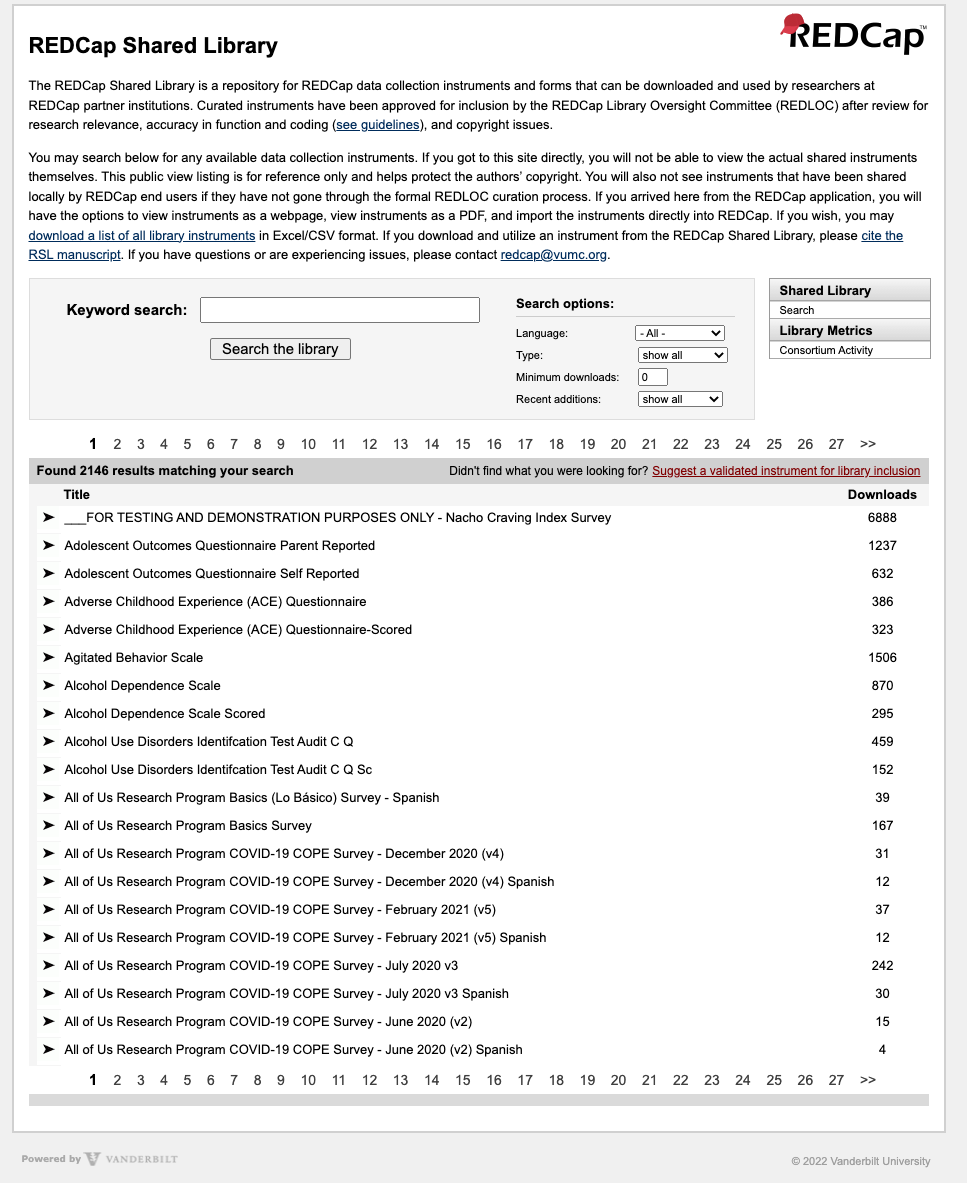 REDCap Shared Library
REDCap™
The REDCap Shared Library is a repository for REDCap data collection instruments and forms that can be downloaded and used by researchers at
REDCap partner institutions. Curated instruments have been approved for inclusion by the REDCap Library Oversight Committee (REDLOC) after review for
research relevance, accuracy in function and coding (see guidelines), and copyright issues.
You may search below for any available data collection instruments. If you got to this site directly, you will not be able to view the actual shared instruments
themselves. This public view listing is for reference only and helps protect the authors' copyright. You will also not see instruments that have been shared
locally by REDCap end users if they have not gone through the formal REDLOC curation process. If you arrived here from the REDCap application, you will
have the options to view instruments as a webpage, view instruments as a PDF, and import the instruments directly into REDCap. If you wish, you may
download a list of all library instruments in Excel/CSV format. If you download and utilize an instrument from the REDCap Shared Library, please cite the
RSL manuscript. If you have questions or are experiencing issues, please contact redcap@vumc.org.
Keyword search:
Search the library
Search options:
Language: - All -
Type: show all
Minimum downloads: 0
Recent additions: show all
Shared Library
Search
Library Metrics
Consortium Activity
1 2 3 4 5 6 7 8 9 10 11 12 13 14 15 16 17 18 19 20 21 22 23 24 25 26 27 >>
Found 2146 results matching your search Didn't find what you were looking for? Suggest a validated instrument for library inclusion
Title Downloads
___FOR TESTING AND DEMONSTRATION PURPOSES ONLY - Nacho Craving Index Survey 6888
Adolescent Outcomes Questionnaire Parent Reported 1237
Adolescent Outcomes Questionnaire Self Reported 632
Adverse Childhood Experience (ACE) Questionnaire 386
Adverse Childhood Experience (ACE) Questionnaire-Scored 323
Agitated Behavior Scale 1506
Alcohol Dependence Scale 870
Alcohol Dependence Scale Scored 295
Alcohol Use Disorders Identifcation Test Audit C Q 459
Alcohol Use Disorders Identifcation Test Audit C Q Sc 152
All of Us Research Program Basics (Lo Básico) Survey - Spanish 39
All of Us Research Program Basics Survey 167
All of Us Research Program COVID-19 COPE Survey - December 2020 (v4) 31
All of Us Research Program COVID-19 COPE Survey - December 2020 (v4) Spanish 12
All of Us Research Program COVID-19 COPE Survey - February 2021 (v5) 37
All of Us Research Program COVID-19 COPE Survey - February 2021 (v5) Spanish 12
All of Us Research Program COVID-19 COPE Survey - July 2020 v3 242
All of Us Research Program COVID-19 COPE Survey - July 2020 v3 Spanish 30
All of Us Research Program COVID-19 COPE Survey - June 2020 (v2) 15
All of Us Research Program COVID-19 COPE Survey - June 2020 (v2) Spanish 4
1 2 3 4 5 6 7 8 9 10 11 12 13 14 15 16 17 18 19 20 21 22 23 24 25 26 27 >>
Powered by VANDERBILT
© 2022 Vanderbilt University